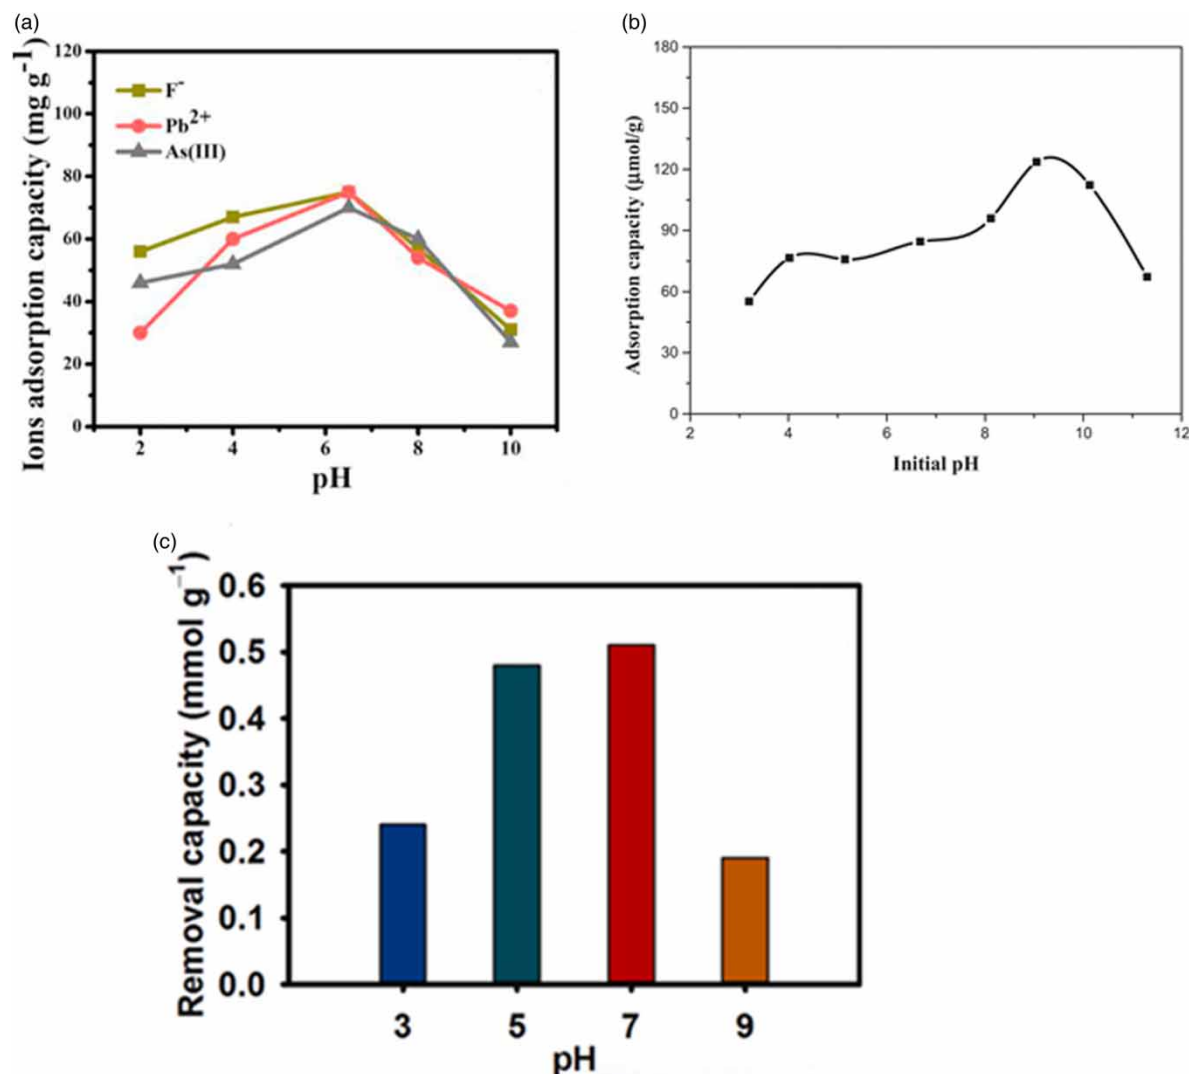 (a)
Ions adsorption capacity (mg g⁻¹)
120
100
80
60
40
20
0
F⁻
Pb²⁺
As(III)
2 4 6 8 10
pH
(b)
Adsorption capacity (μmol/g)
180
150
120
90
60
30
0
2 4 6 8 10 12
Initial pH
(c)
Removal capacity (mmol g⁻¹)
0.6
0.5
0.4
0.3
0.2
0.1
0.0
3 5 7 9
pH